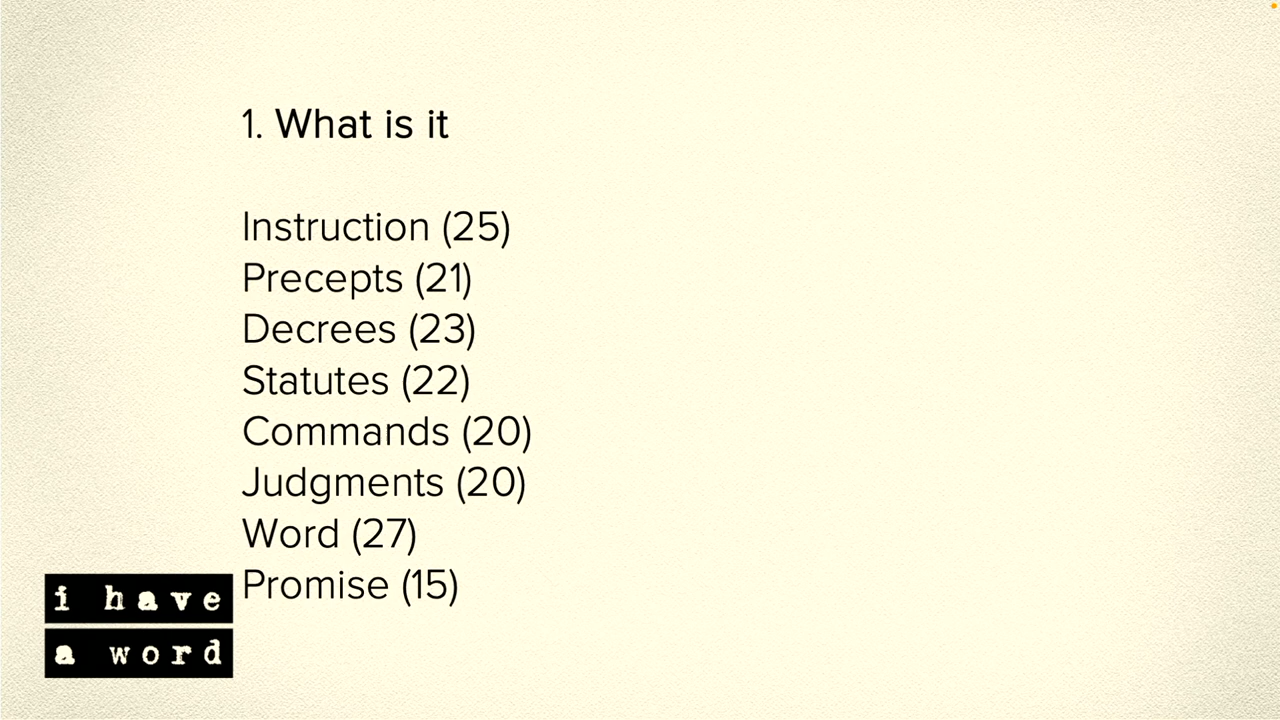 1. What is it
Instruction (25)
Precepts (21)
Decrees (23)
Statutes (22)
Commands (20)
Judgments (20)
Word (27)
Promise (15)
i have
a word